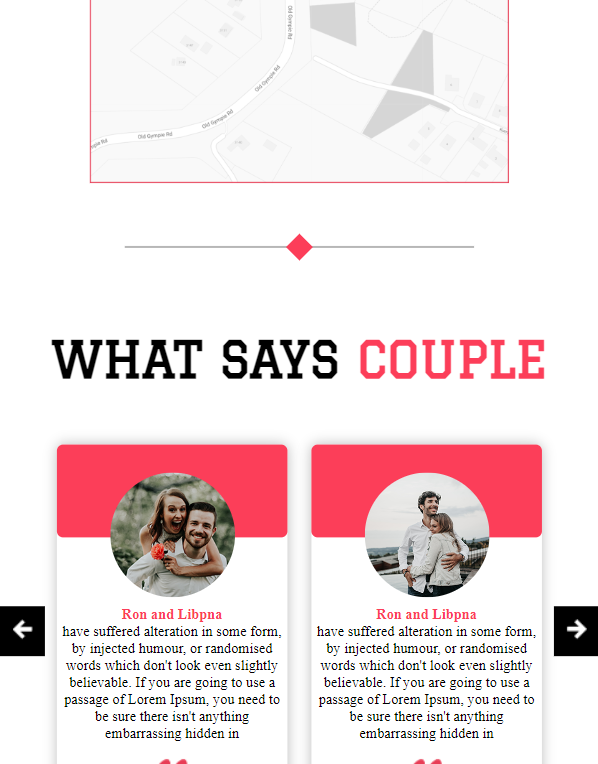 Old Gympie Rd
Old Gympie Rd
Old Gympie Rd
Old Gympie Rd
pie Rd
WHAT SAYS COUPLE
Ron and Libpna
have suffered alteration in some form,
by injected humour, or randomised
words which don't look even slightly
believable. If you are going to use a
passage of Lorem Ipsum, you need to
be sure there isn't anything
embarrassing hidden in
Ron and Libpna
have suffered alteration in some form,
by injected humour, or randomised
words which don't look even slightly
believable. If you are going to use a
passage of Lorem Ipsum, you need to
be sure there isn't anything
embarrassing hidden in